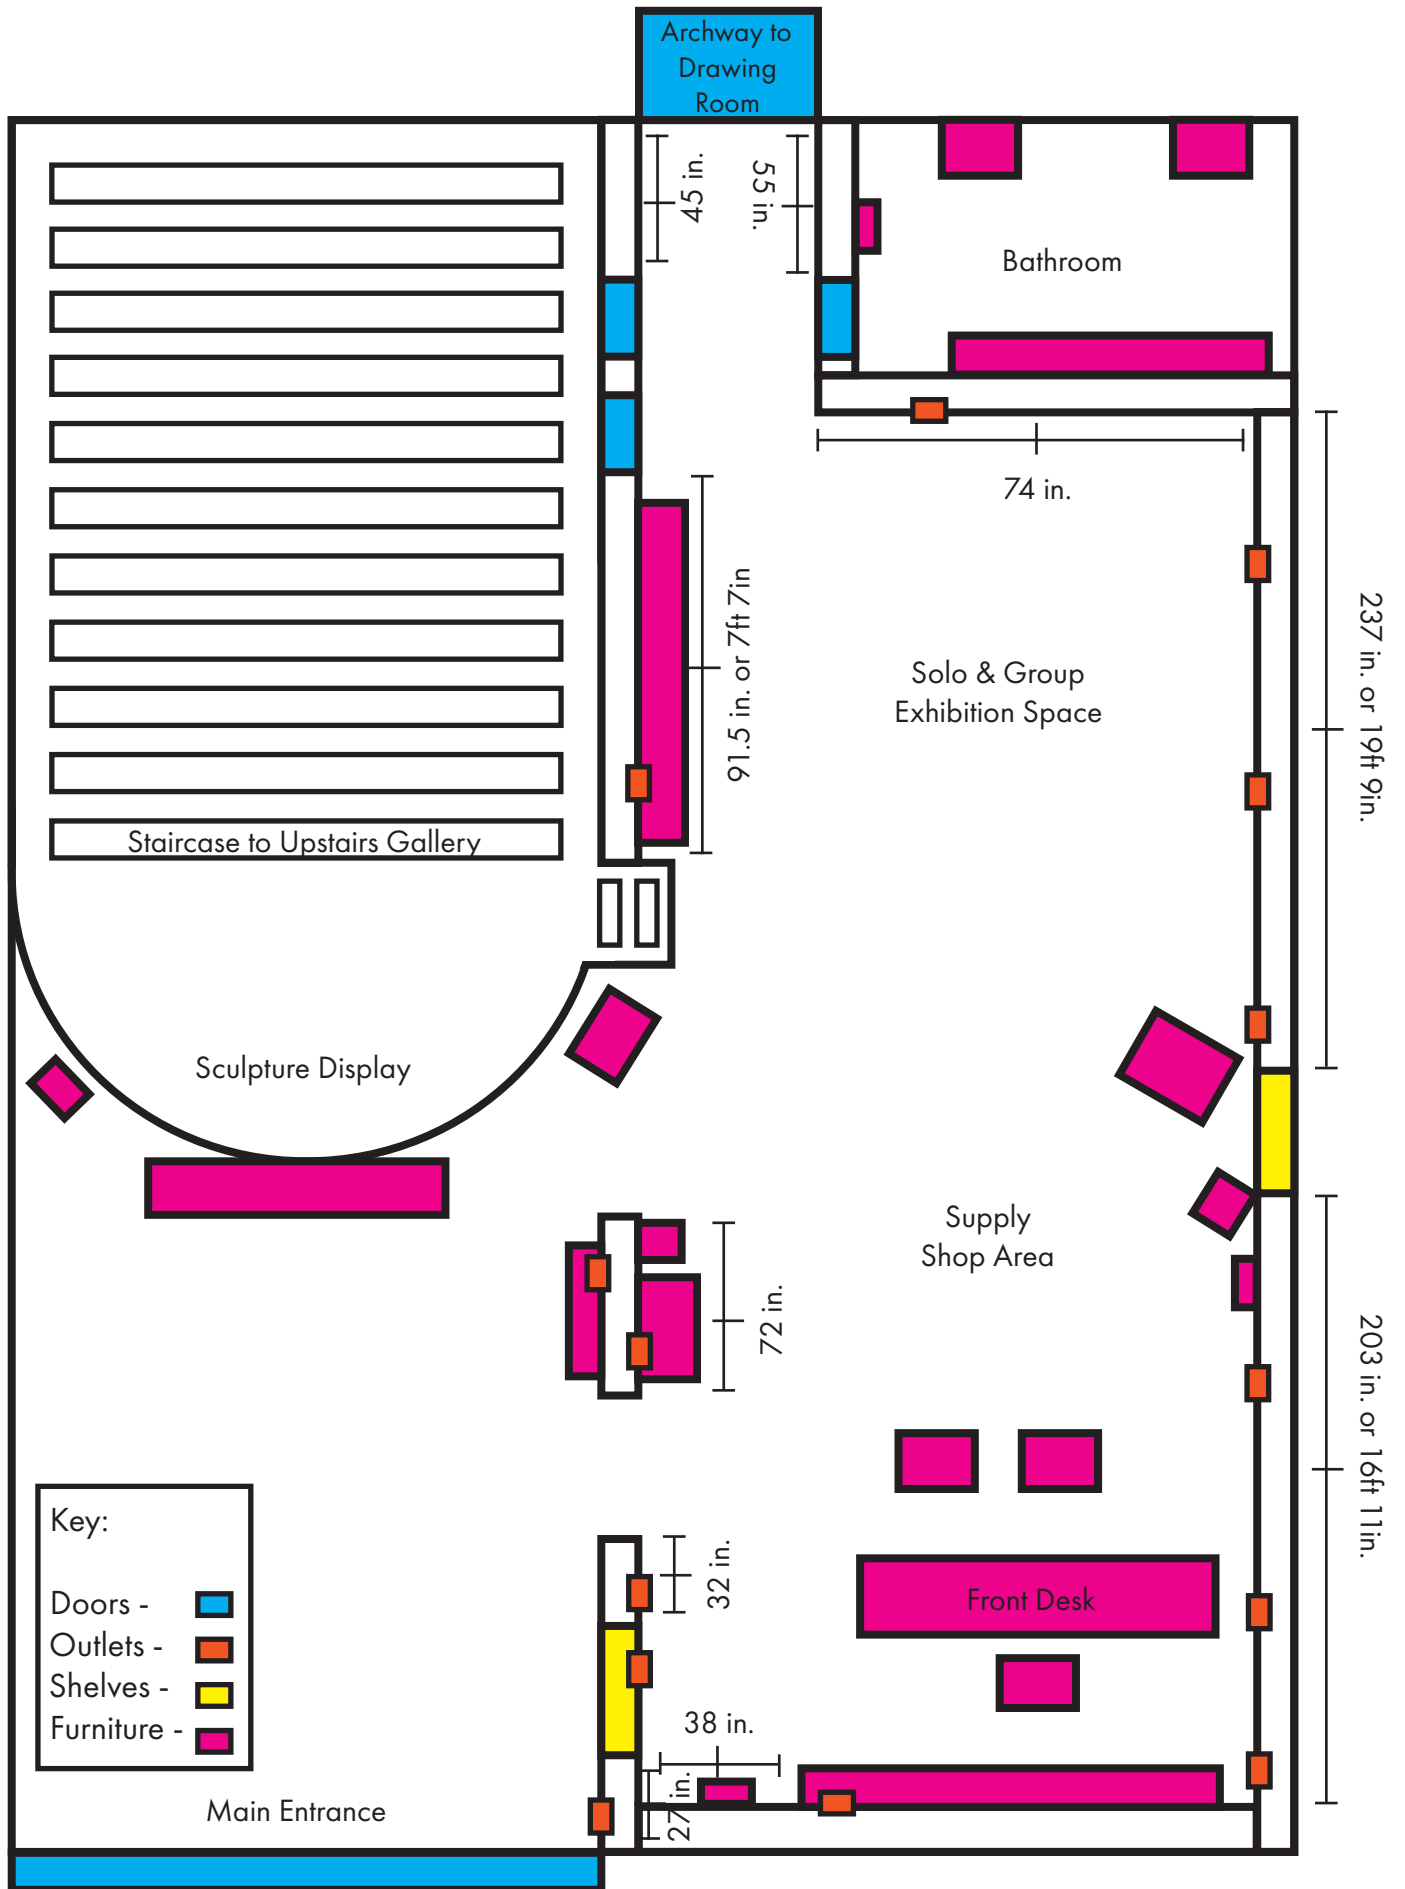 Archway to
Drawing
Room
45 in.
55 in.
Bathroom
74 in.
91.5 in. or 7ft 7in
237 in. or 19ft 9in.
Solo & Group
Exhibition Space
Staircase to Upstairs Gallery
Sculpture Display
Supply
Shop Area
72 in.
203 in. or 16ft 11in.
Key:
Doors -
Outlets -
Shelves -
Furniture -
32 in.
Front Desk
38 in.
27 in.
Main Entrance